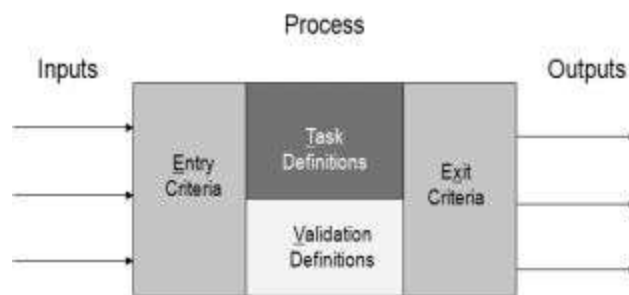 Process
Inputs
Outputs
Entry
Criteria
Task
Definitions
Validation
Definitions
Exit
Criteria